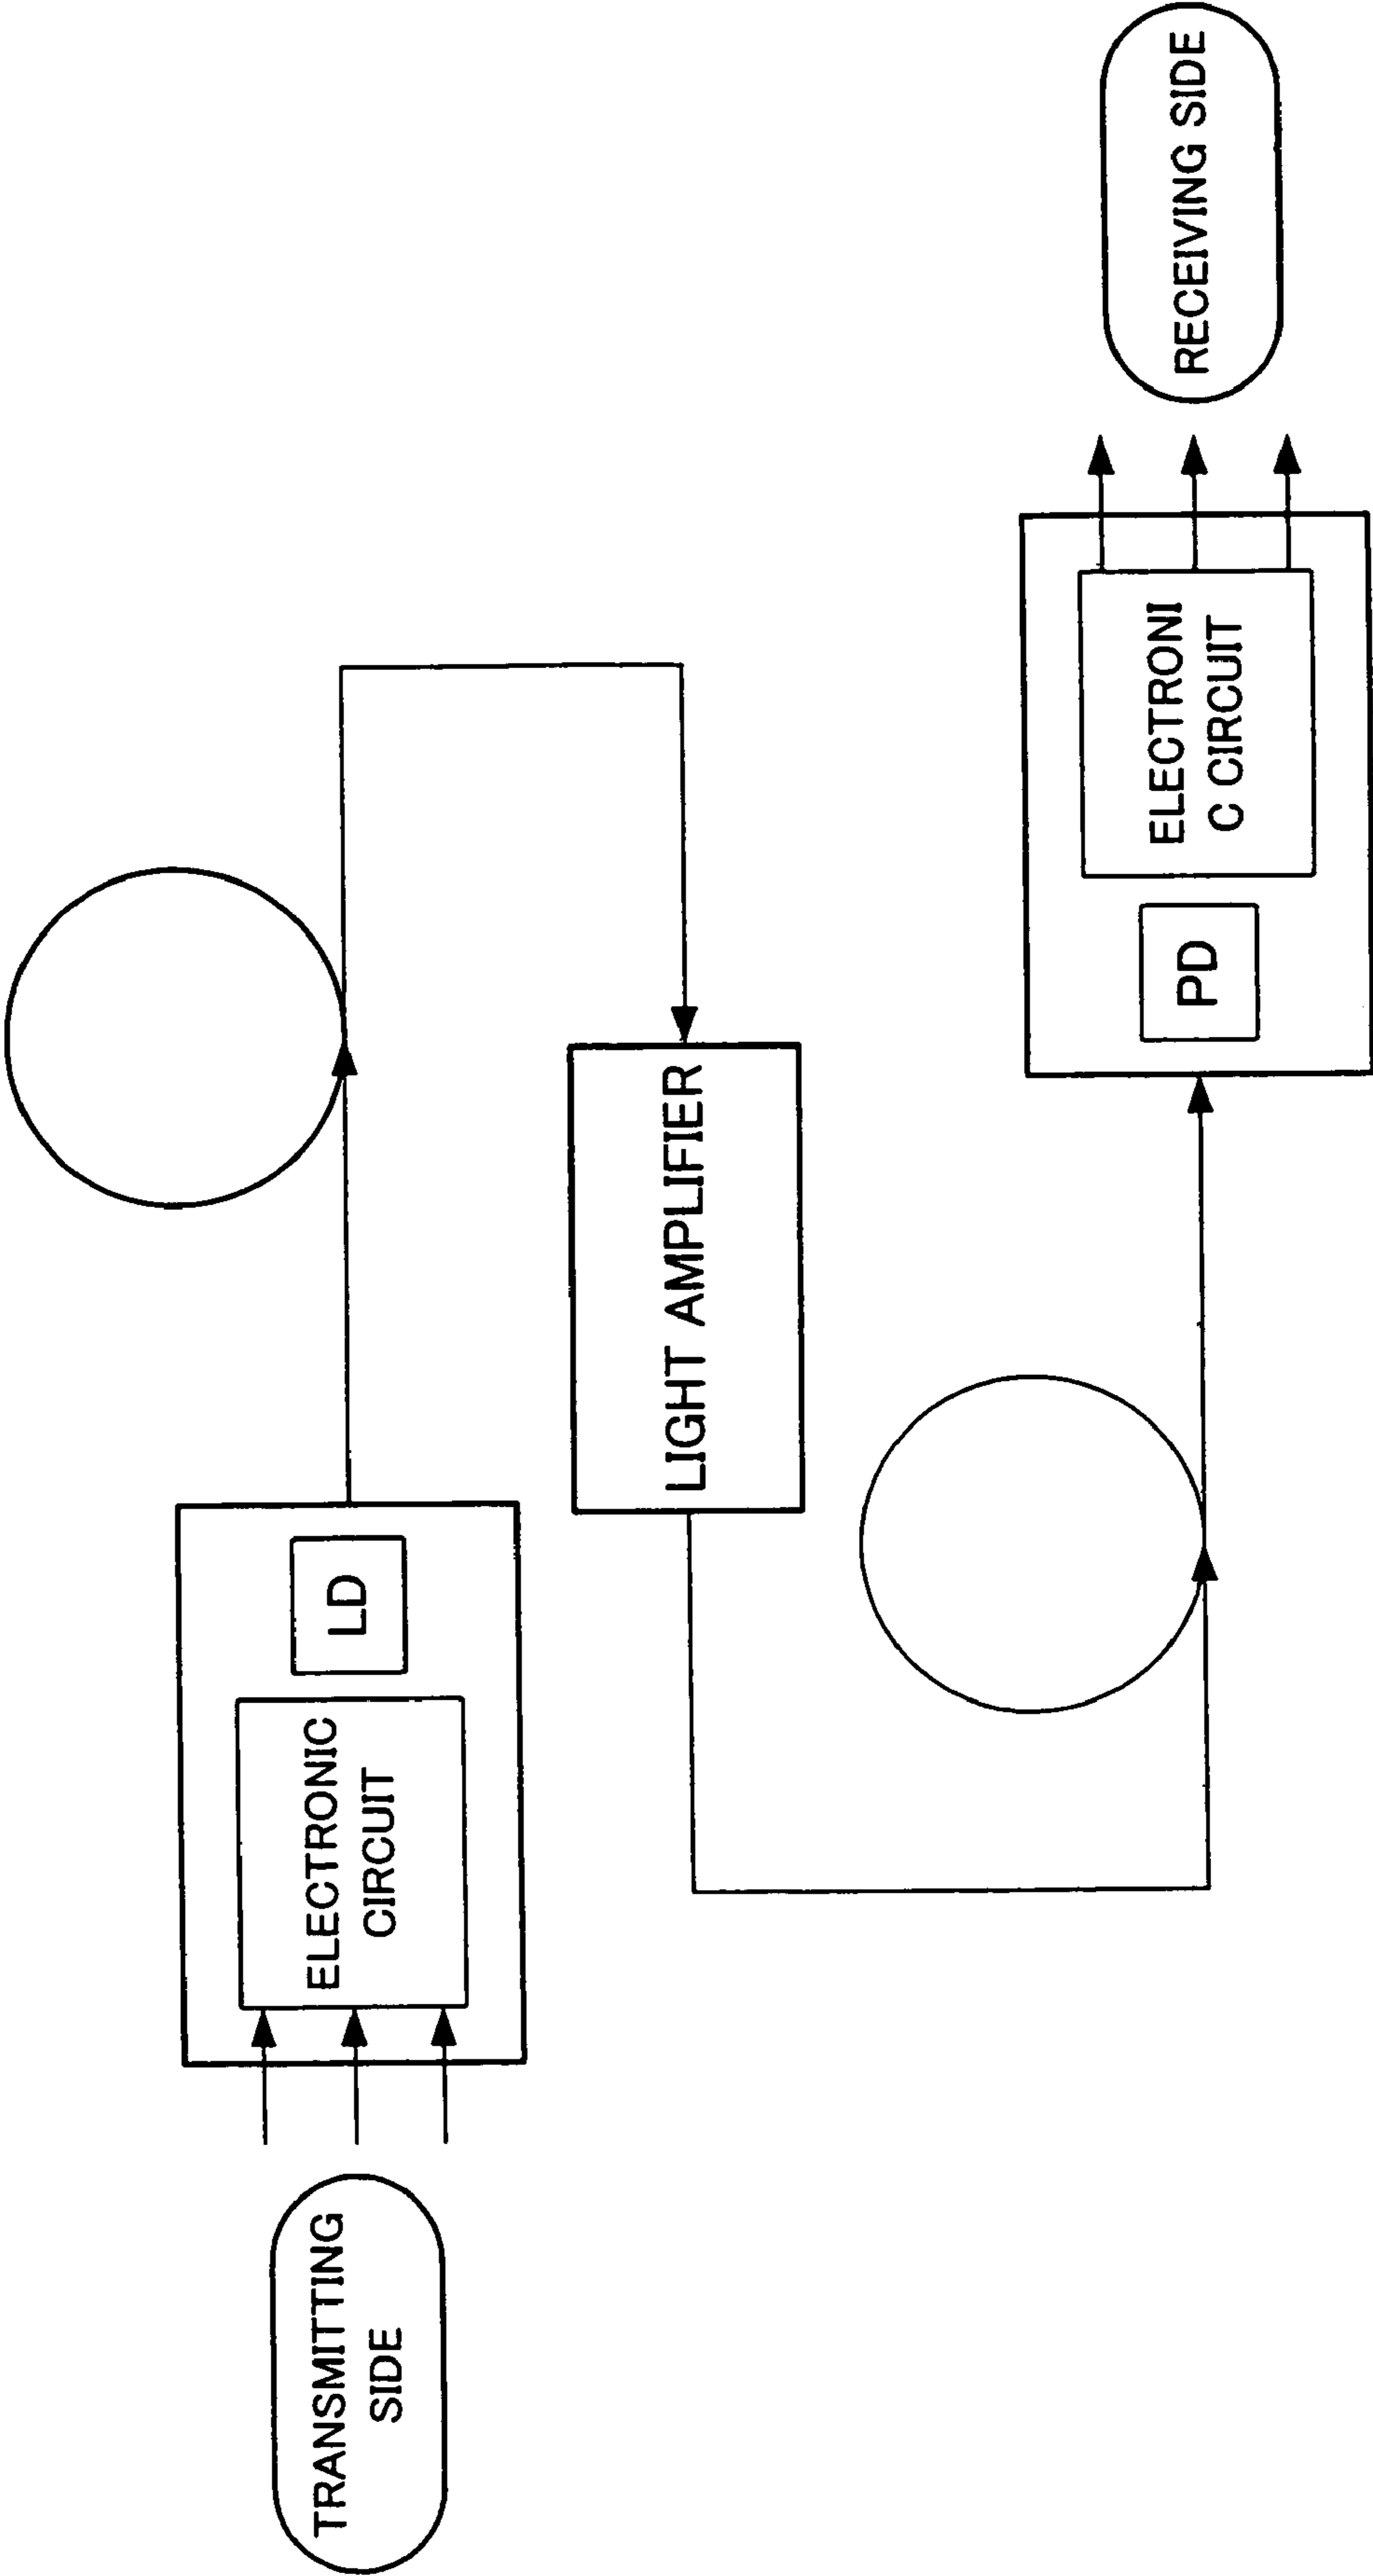 TRANSMITTING
SIDE
ELECTRONIC
CIRCUIT
LD
LIGHT AMPLIFIER
PD
ELECTRONI
C CIRCUIT
RECEIVING SIDE